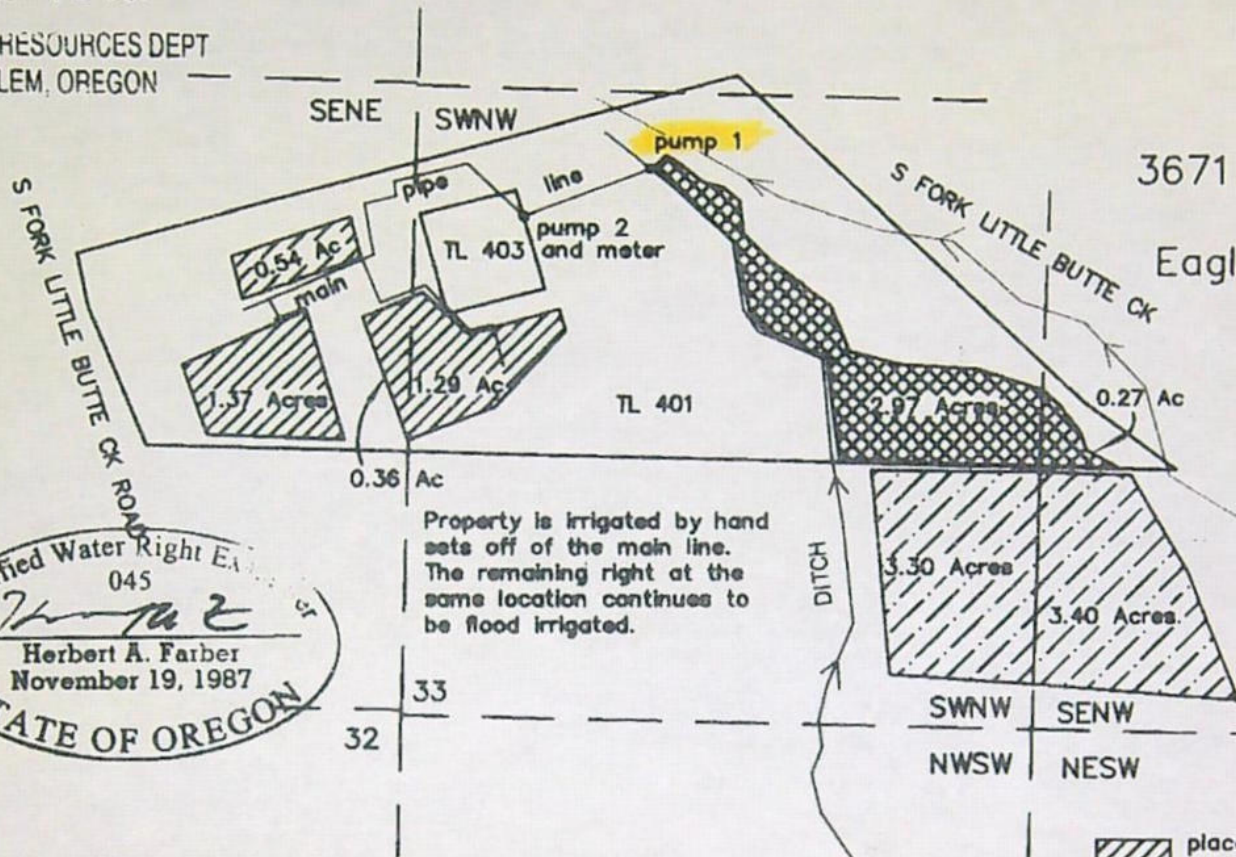 RESOURCES DEPT
LEM, OREGON
SENE
SWNW
pump 1
3671
S FORK LITTLE BUTTE CK
Eagl
pipe
line
pump 2
and meter
TL 403
0.54 Ac
main
S FORK LITTLE BUTTE CK ROAD
1.37 Acres
1.29 Ac
TL 401
2.97 Acres
0.27 Ac
0.36 Ac
Property is irrigated by hand
sets off of the main line.
The remaining right at the
same location continues to
be flood irrigated.
DITCH
3.30 Acres
3.40 Acres
fied Water Right Ex
045
Herbert A. Farber
November 19, 1987
TATE OF OREGON
33
32
SWNW
SENW
NWSW
NESW
place